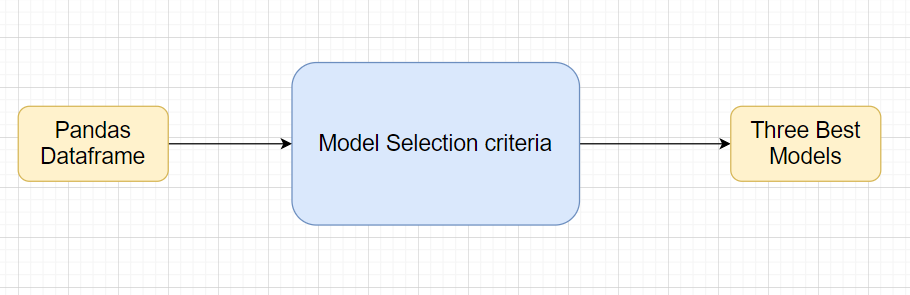 Pandas
Dataframe
Model Selection criteria
Three Best
Models